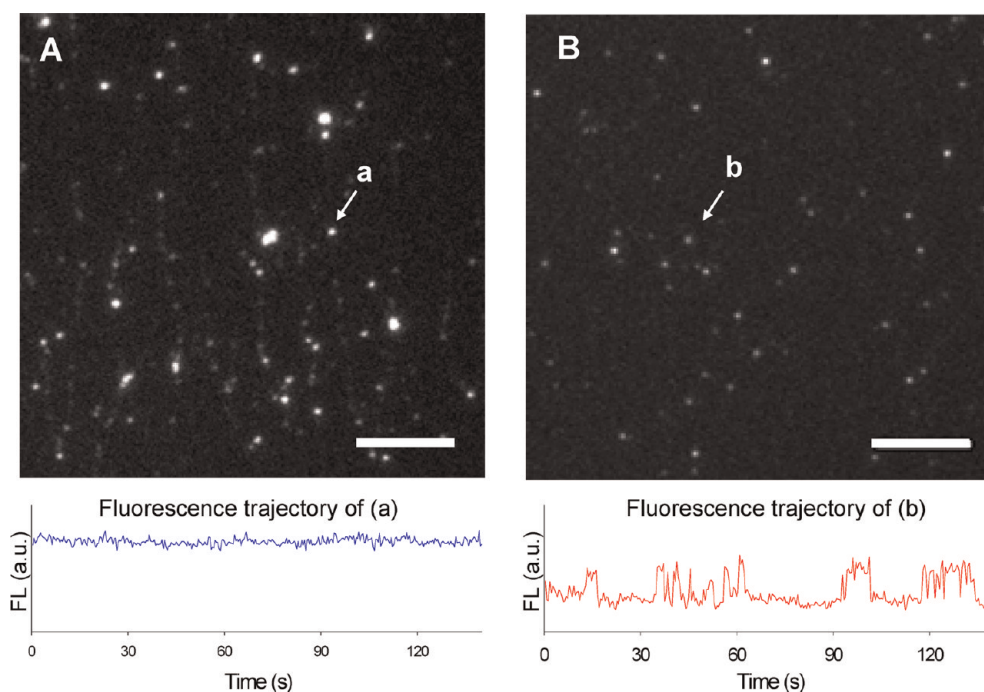 A
a
Fluorescence trajectory of (a)
FL (a.u.)
0 30 60 90 120
Time (s)
B
b
Fluorescence trajectory of (b)
FL (a.u.)
0 30 60 90 120
Time (s)